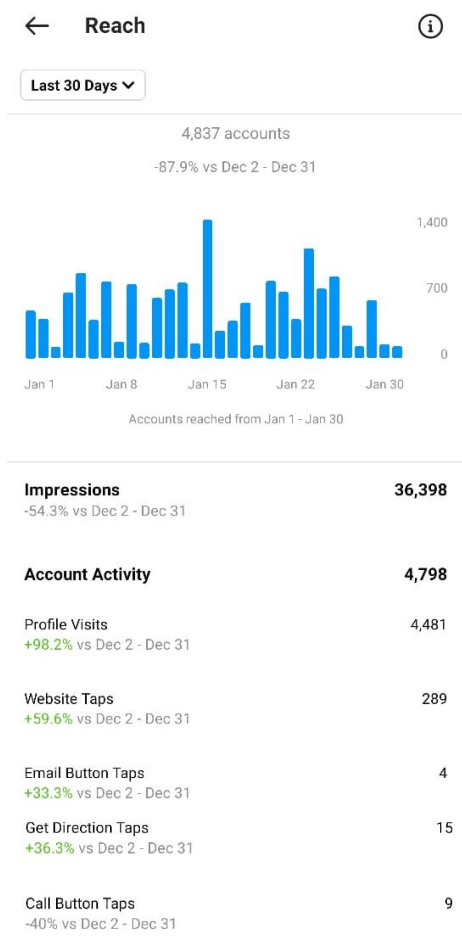 Reach
Last 30 Days
4,837 accounts
-87.9% vs Dec 2 - Dec 31
1,400
700
0
Jan 1 Jan 8 Jan 15 Jan 22 Jan 30
Accounts reached from Jan 1 - Jan 30
Impressions 36,398
-54.3% vs Dec 2 - Dec 31
Account Activity 4,798
Profile Visits 4,481
+98.2% vs Dec 2 - Dec 31
Website Taps 289
+59.6% vs Dec 2 - Dec 31
Email Button Taps 4
+33.3% vs Dec 2 - Dec 31
Get Direction Taps 15
+36.3% vs Dec 2 - Dec 31
Call Button Taps 9
-40% vs Dec 2 - Dec 31